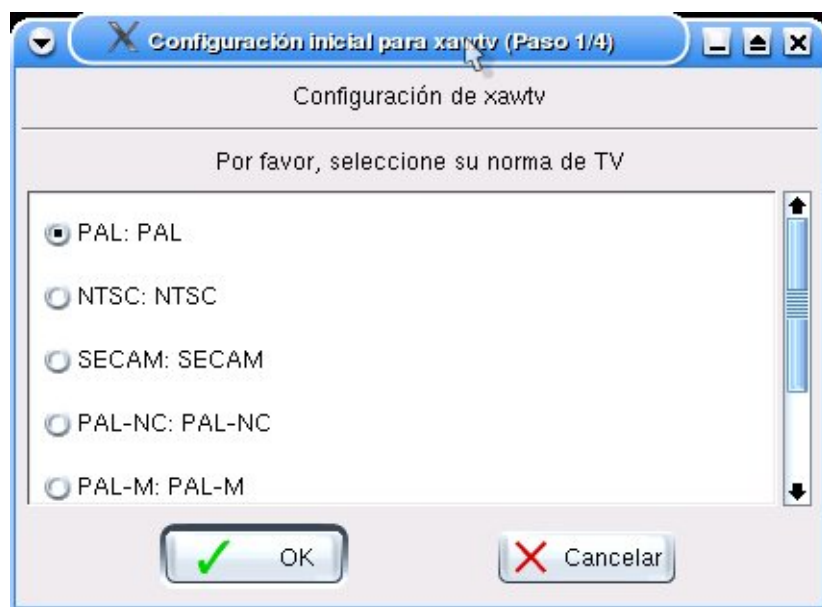 Configuración inicial para xawtv (Paso 1/4)
Configuración de xawtv
Por favor, seleccione su norma de TV
PAL: PAL
NTSC: NTSC
SECAM: SECAM
PAL-NC: PAL-NC
PAL-M: PAL-M
OK
Cancelar